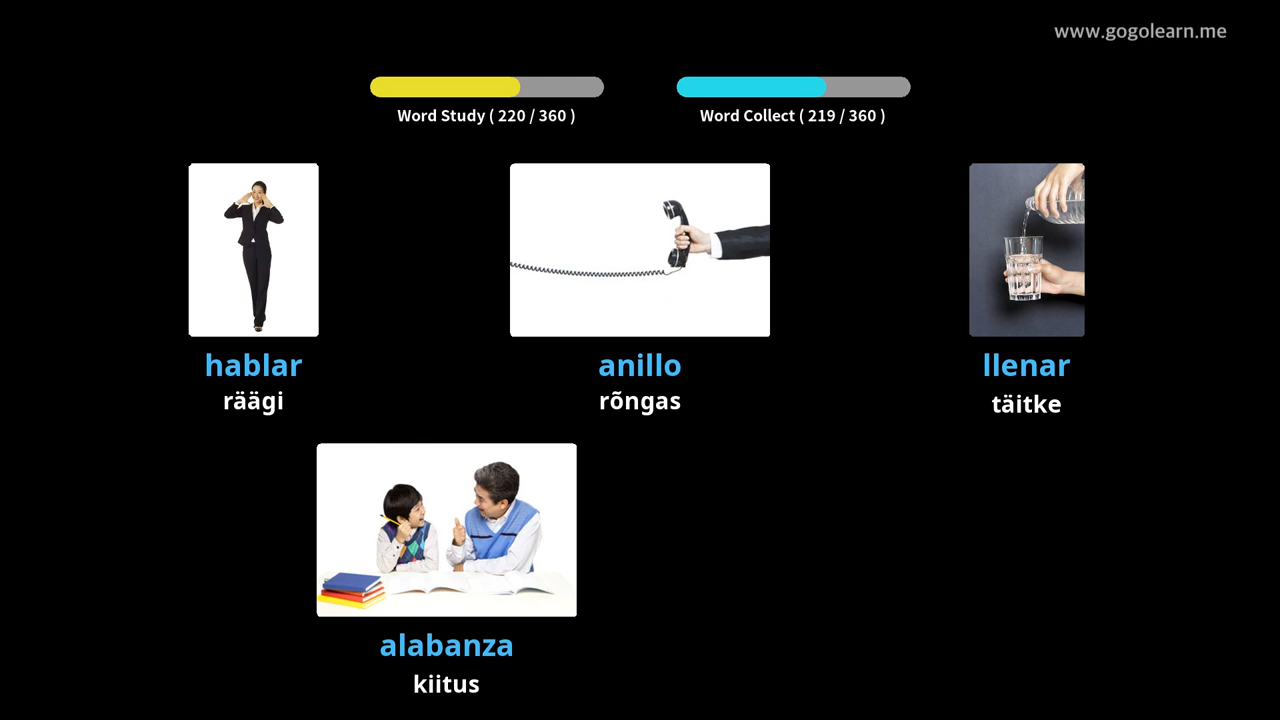 www.gogolearn.me
Word Study ( 220 / 360 )
Word Collect ( 219 / 360 )
hablar
räägi
anillo
rõngas
llenar
täitke
alabanza
kiitus